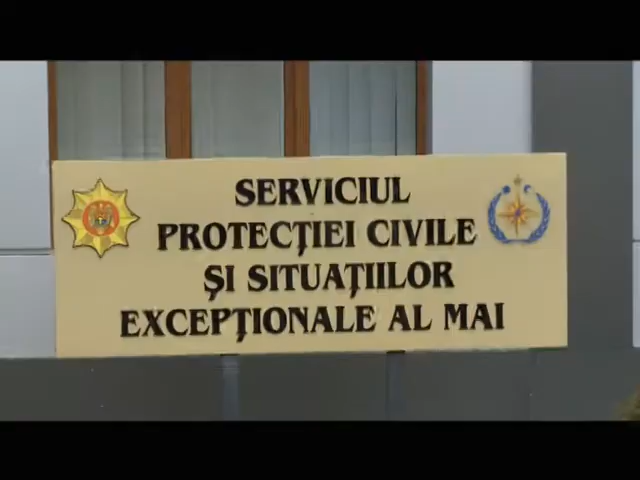 SERVICIUL
PROTECŢIEI CIVILE
ŞI SITUAŢIILOR
EXCEPŢIONALE AL MAI